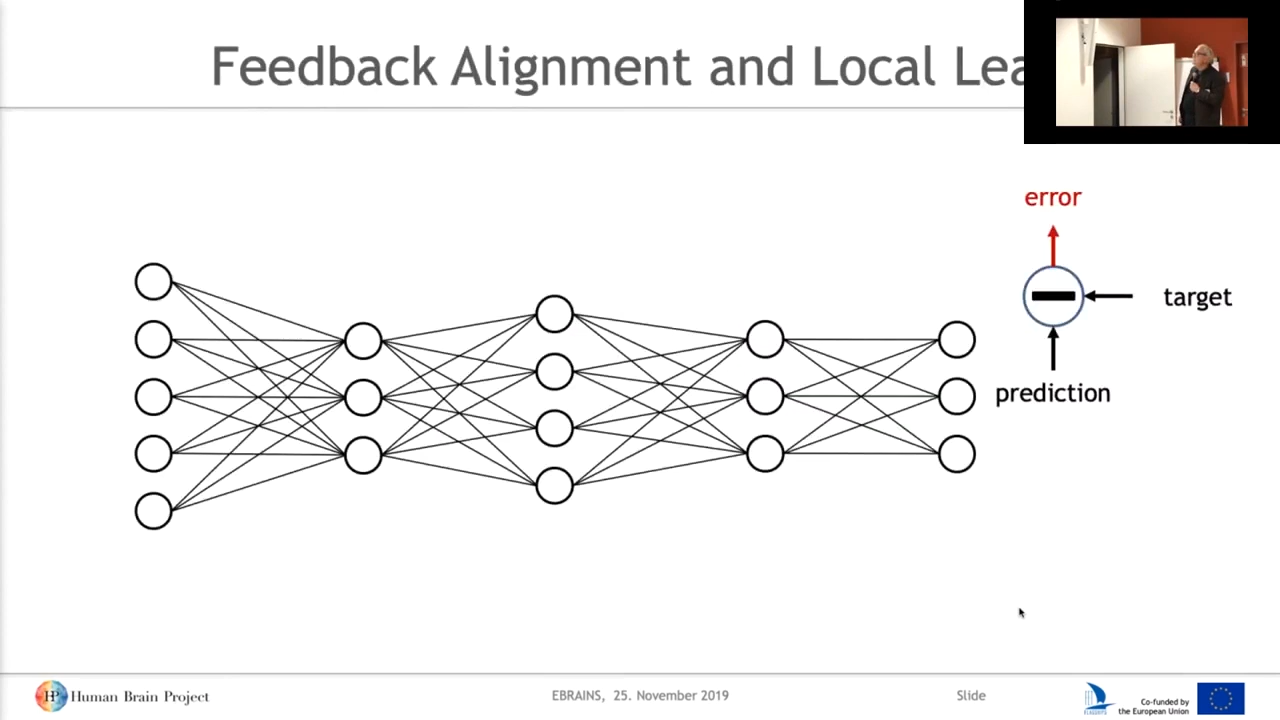 Feedback Alignment and Local Lea
error
target
prediction
HP Human Brain Project
EBRAINS, 25. November 2019
Slide
Co-funded by
the European Union